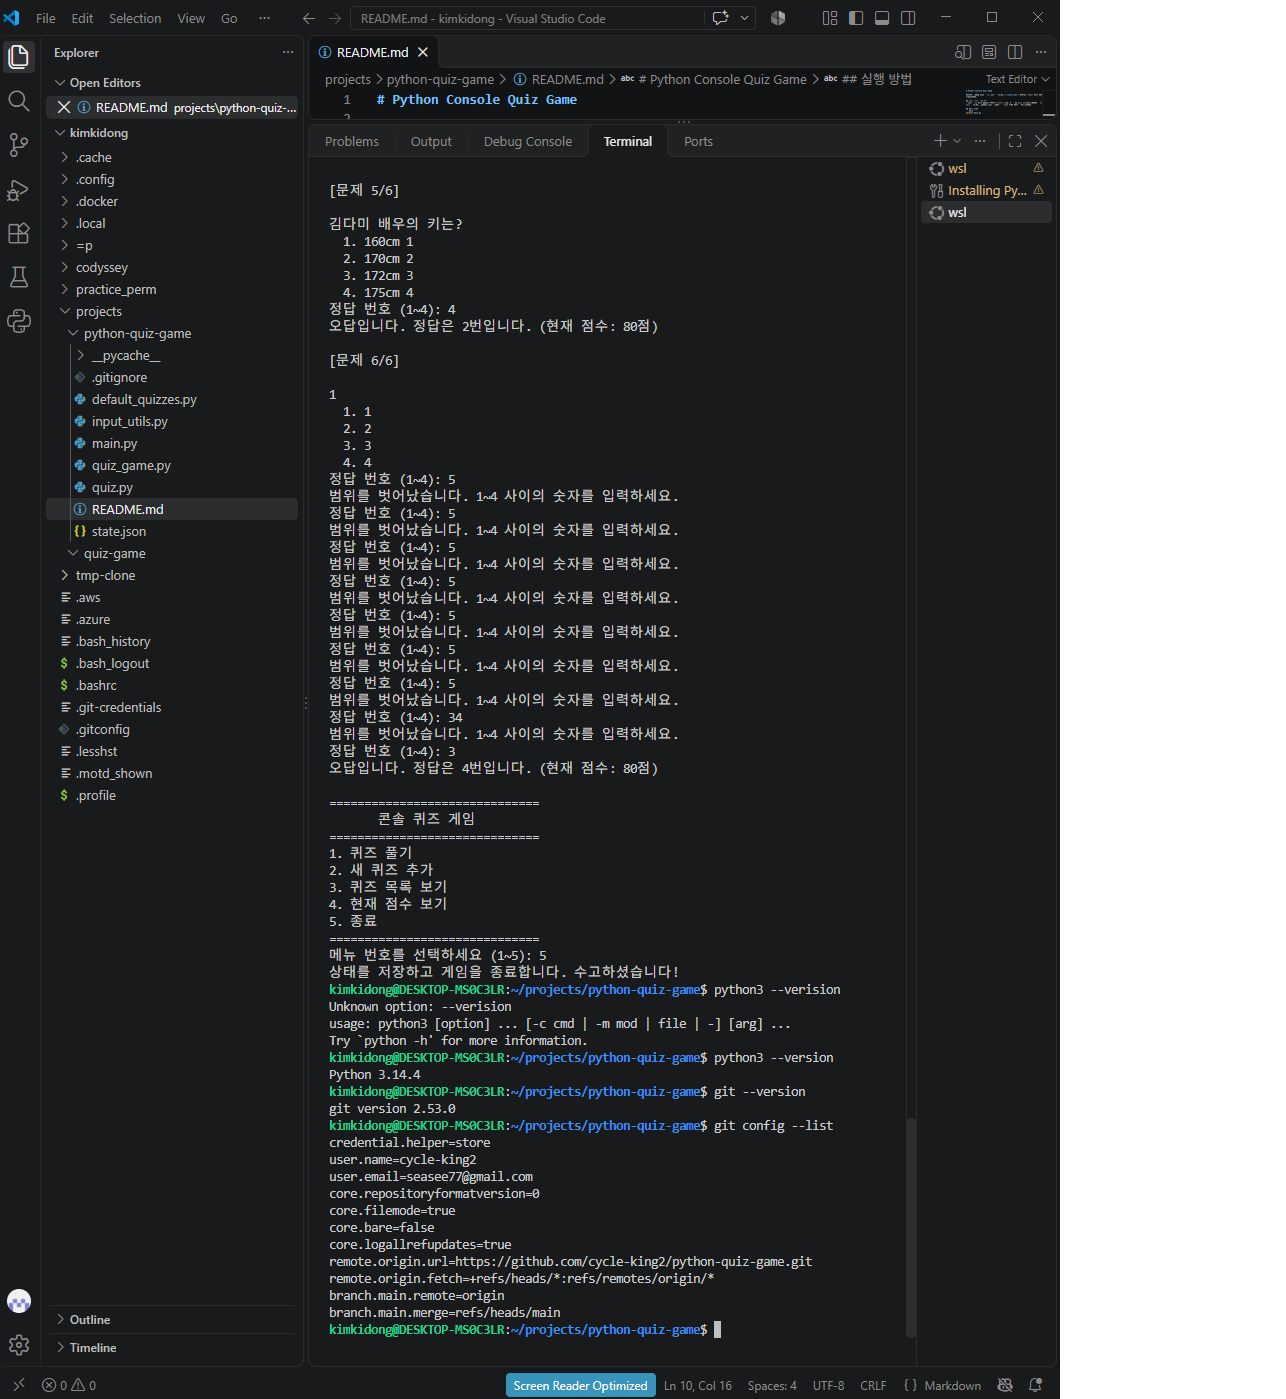 File Edit Selection View Go ···
README.md - kimkidong - Visual Studio Code
Explorer
Open Editors
README.md projects\python-quiz-...
kimkidong
.cache
.config
.docker
.local
=p
codyssey
practice_perm
projects
python-quiz-game
__pycache__
.gitignore
default_quizzes.py
input_utils.py
main.py
quiz_game.py
quiz.py
README.md
state.json
quiz-game
tmp-clone
.aws
.azure
.bash_history
.bash_logout
.bashrc
.git-credentials
.gitconfig
.lesshst
.motd_shown
.profile
Outline
Timeline
README.md
projects > python-quiz-game > README.md > # Python Console Quiz Game > ## 실행 방법
Text Editor
1 # Python Console Quiz Game
2
Problems Output Debug Console Terminal Ports
wsl
Installing Py...
wsl
[문제 5/6]
김다미 배우의 키는?
1. 160cm 1
2. 170cm 2
3. 172cm 3
4. 175cm 4
정답 번호 (1~4): 4
오답입니다. 정답은 2번입니다. (현재 점수: 80점)
[문제 6/6]
1
1. 1
2. 2
3. 3
4. 4
정답 번호 (1~4): 5
범위를 벗어났습니다. 1~4 사이의 숫자를 입력하세요.
정답 번호 (1~4): 5
범위를 벗어났습니다. 1~4 사이의 숫자를 입력하세요.
정답 번호 (1~4): 5
범위를 벗어났습니다. 1~4 사이의 숫자를 입력하세요.
정답 번호 (1~4): 5
범위를 벗어났습니다. 1~4 사이의 숫자를 입력하세요.
정답 번호 (1~4): 5
범위를 벗어났습니다. 1~4 사이의 숫자를 입력하세요.
정답 번호 (1~4): 5
범위를 벗어났습니다. 1~4 사이의 숫자를 입력하세요.
정답 번호 (1~4): 5
범위를 벗어났습니다. 1~4 사이의 숫자를 입력하세요.
정답 번호 (1~4): 34
범위를 벗어났습니다. 1~4 사이의 숫자를 입력하세요.
정답 번호 (1~4): 3
오답입니다. 정답은 4번입니다. (현재 점수: 80점)
==============================
콘솔 퀴즈 게임
==============================
1. 퀴즈 풀기
2. 새 퀴즈 추가
3. 퀴즈 목록 보기
4. 현재 점수 보기
5. 종료
==============================
메뉴 번호를 선택하세요 (1~5): 5
상태를 저장하고 게임을 종료합니다. 수고하셨습니다!
kimkidong@DESKTOP-MS0C3LR:~/projects/python-quiz-game$ python3 --verision
Unknown option: --verision
usage: python3 [option] ... [-c cmd | -m mod | file | -] [arg] ...
Try `python -h' for more information.
kimkidong@DESKTOP-MS0C3LR:~/projects/python-quiz-game$ python3 --version
Python 3.14.4
kimkidong@DESKTOP-MS0C3LR:~/projects/python-quiz-game$ git --version
git version 2.53.0
kimkidong@DESKTOP-MS0C3LR:~/projects/python-quiz-game$ git config --list
credential.helper=store
user.name=cycle-king2
user.email=seasee77@gmail.com
core.repositoryformatversion=0
core.filemode=true
core.bare=false
core.logallrefupdates=true
remote.origin.url=https://github.com/cycle-king2/python-quiz-game.git
remote.origin.fetch=+refs/heads/*:refs/remotes/origin/*
branch.main.remote=origin
branch.main.merge=refs/heads/main
kimkidong@DESKTOP-MS0C3LR:~/projects/python-quiz-game$
0 0
Screen Reader Optimized Ln 10, Col 16 Spaces: 4 UTF-8 CRLF { } Markdown